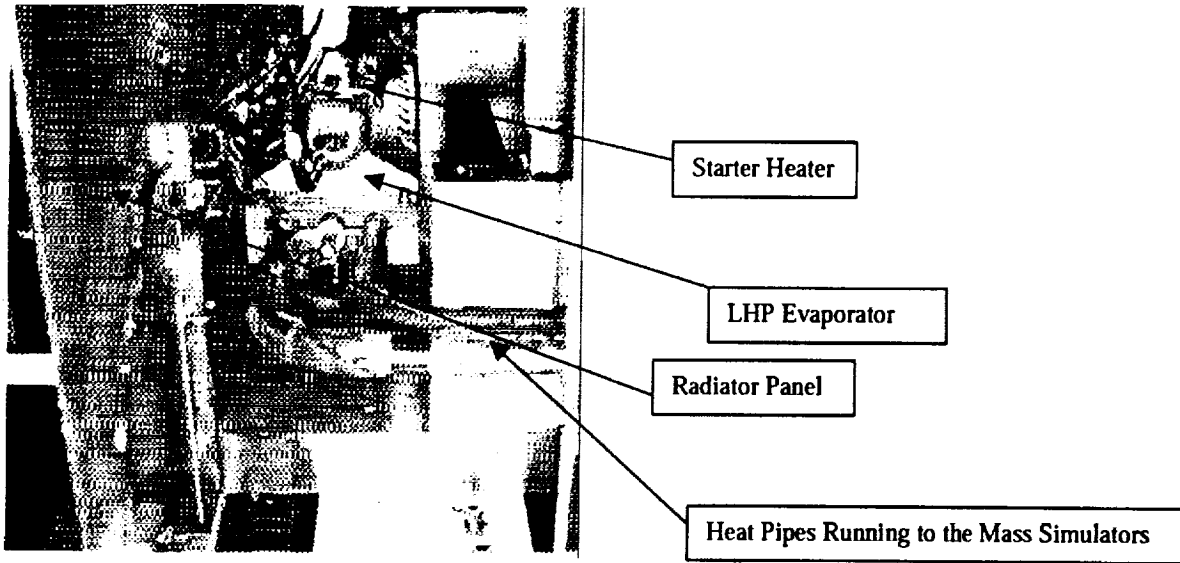 Starter Heater
LHP Evaporator
Radiator Panel
Heat Pipes Running to the Mass Simulators